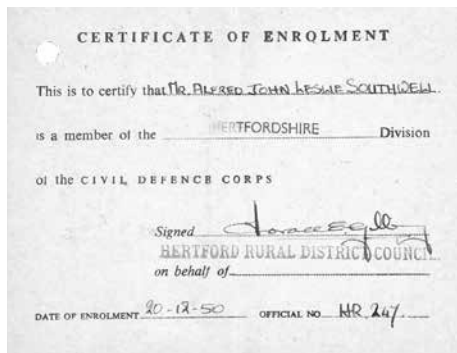 CERTIFICATE OF ENROLMENT
This is to certify that MR. ALFRED JOHN LESLIE SOUTHWELL.
is a member of the HERTFORDSHIRE Division
of the CIVIL DEFENCE CORPS
Signed
HERTFORD RURAL DISTRICT COUNCIL
on behalf of
DATE OF ENROLMENT 20-12-50 OFFICIAL NO. HR. 247.